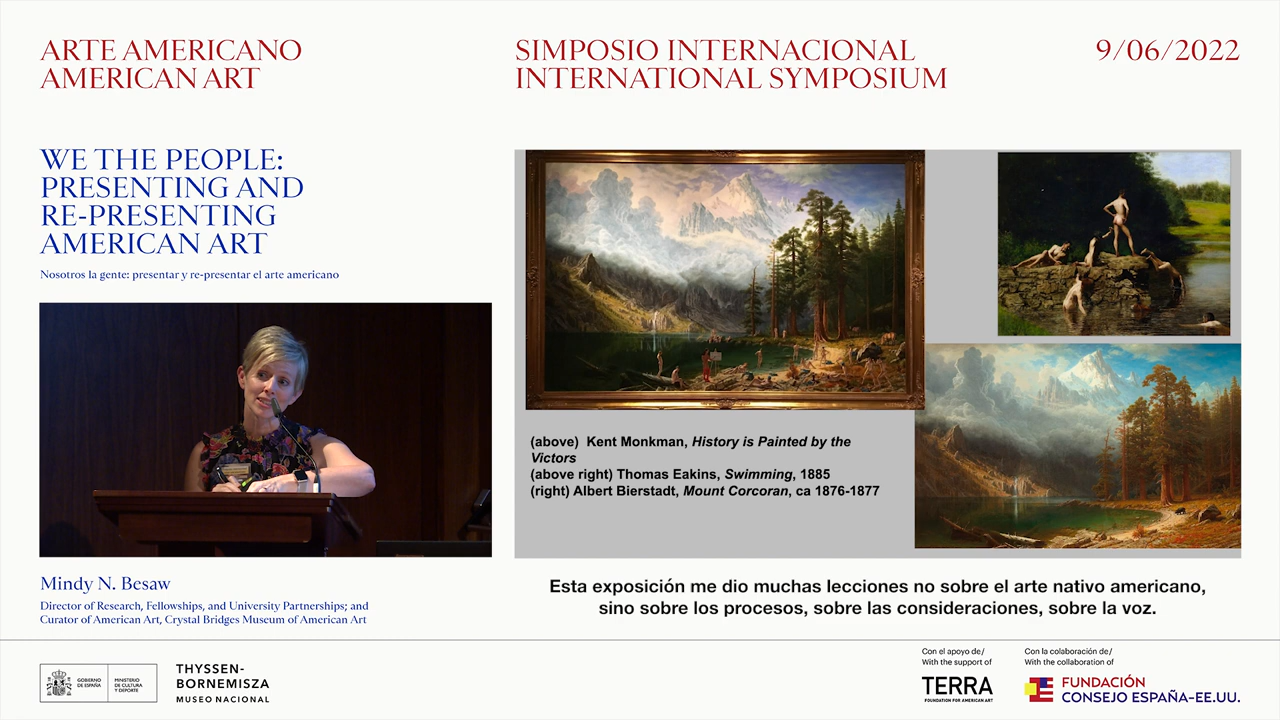 ARTE AMERICANO
AMERICAN ART
SIMPOSIO INTERNACIONAL
INTERNATIONAL SYMPOSIUM
9/06/2022
WE THE PEOPLE:
PRESENTING AND
RE-PRESENTING
AMERICAN ART
Nosotros la gente: presentar y re-presentar el arte americano
(above) Kent Monkman, History is Painted by the
Victors
(above right) Thomas Eakins, Swimming, 1885
(right) Albert Bierstadt, Mount Corcoran, ca 1876-1877
Mindy N. Besaw
Director of Research, Fellowships, and University Partnerships; and
Curator of American Art, Crystal Bridges Museum of American Art
Esta exposición me dio muchas lecciones no sobre el arte nativo americano,
sino sobre los procesos, sobre las consideraciones, sobre la voz.
GOBIERNO
DE ESPAÑA
MINISTERIO
DE CULTURA
Y DEPORTE
THYSSEN-
BORNEMISZA
MUSEO NACIONAL
Con el apoyo de/
With the support of
TERRA
FOUNDATION FOR AMERICAN ART
Con la colaboración de/
With the collaboration of
FUNDACIÓN
CONSEJO ESPAÑA-EE.UU.